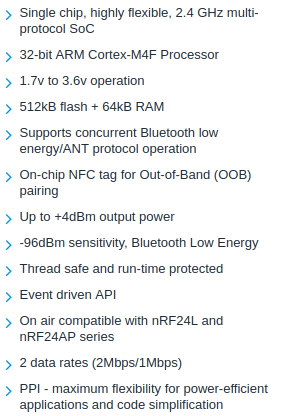 Single chip, highly flexible, 2.4 GHz multi-
protocol SoC
32-bit ARM Cortex-M4F Processor
1.7v to 3.6v operation
512kB flash + 64kB RAM
Supports concurrent Bluetooth low
energy/ANT protocol operation
On-chip NFC tag for Out-of-Band (OOB)
pairing
Up to +4dBm output power
-96dBm sensitivity, Bluetooth Low Energy
Thread safe and run-time protected
Event driven API
On air compatible with nRF24L and
nRF24AP series
2 data rates (2Mbps/1Mbps)
PPI - maximum flexibility for power-efficient
applications and code simplification